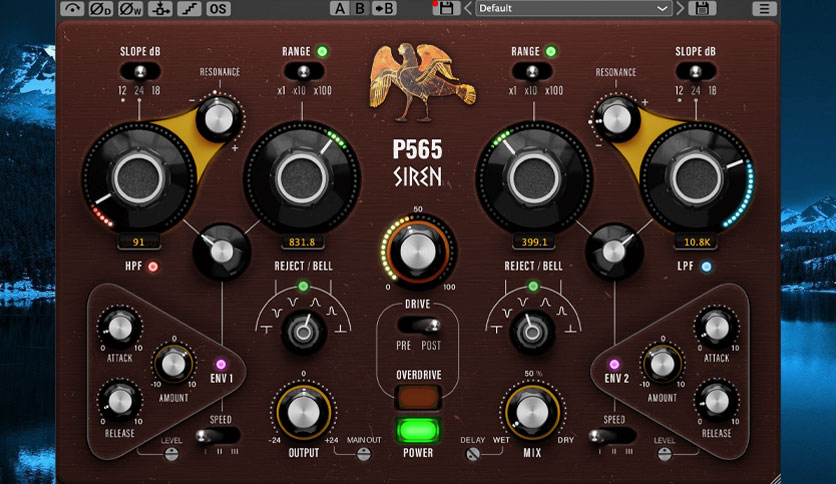 D W OS A B →B Default
SLOPE dB RANGE RANGE SLOPE dB
RESONANCE RESONANCE
12 24 18 x1 x10 x100 x1 x10 x100 12 24 18
- + - +
P565
SIREN
50
91 831.8 399.1 10.8K
HPF REJECT / BELL 0 100 REJECT / BELL LPF
DRIVE
PRE POST
0 10 0 0 10
ATTACK ATTACK
ENV 1 OVERDRIVE ENV 2
-10 10 -10 10
AMOUNT 0 50 % AMOUNT
0 10 0 10
RELEASE SPEED SPEED RELEASE
LEVEL I II III -24 +24 MAIN OUT DELAY WET DRY I II III LEVEL
OUTPUT POWER MIX